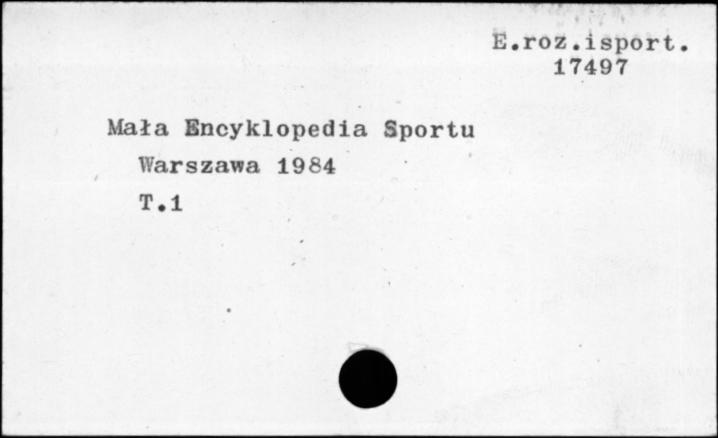 E.roz.isport.
17497
Mała Encyklopedia Sportu
Warszawa 1984
T.1